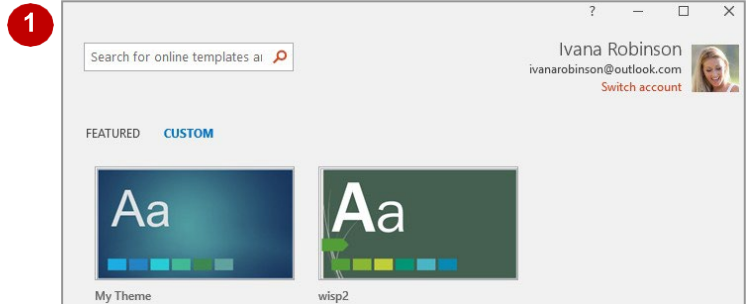 1
? 
Search for online templates ar
Ivana Robinson
ivanarobinson@outlook.com
Switch account
FEATURED CUSTOM
Aa Aa
My Theme wisp2